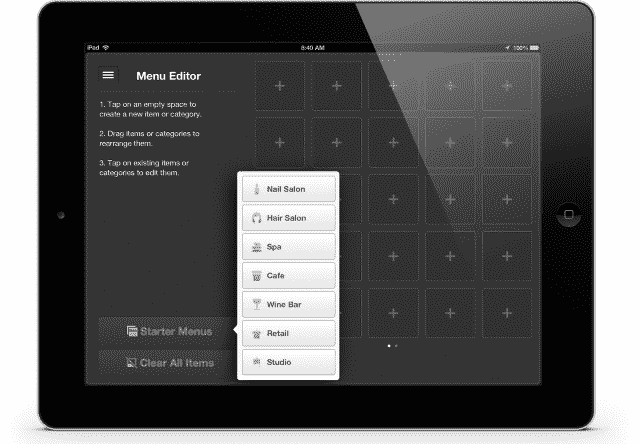 iPad
8:40 AM
100%
Menu Editor
1. Tap on an empty space to
create a new item or category.
2. Drag items or categories to
rearrange them.
3. Tap on existing items or
categories to edit them.
Nail Salon
Hair Salon
Spa
Cafe
Wine Bar
Retail
Studio
Starter Menus
Clear All Items